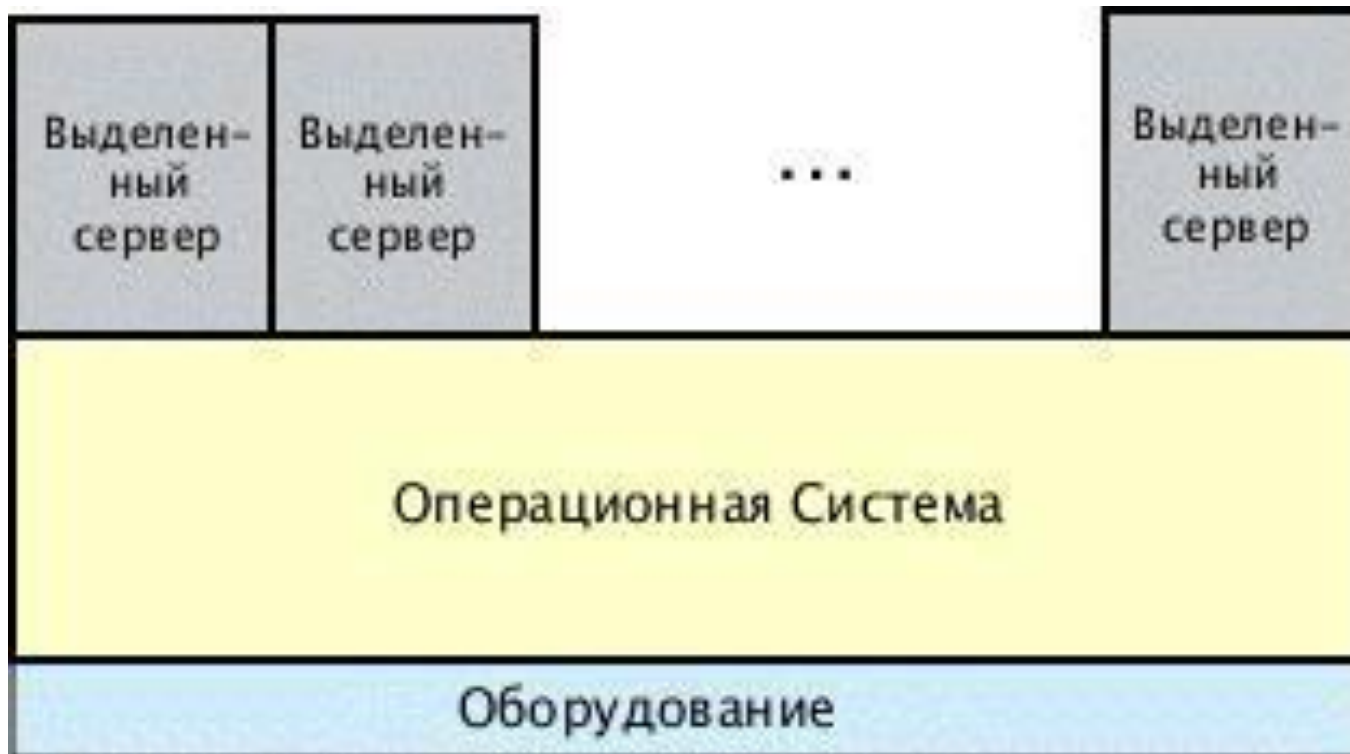 Выделен-
ный
сервер
Выделен-
ный
сервер
...
Выделен-
ный
сервер
Операционная Система
Оборудование